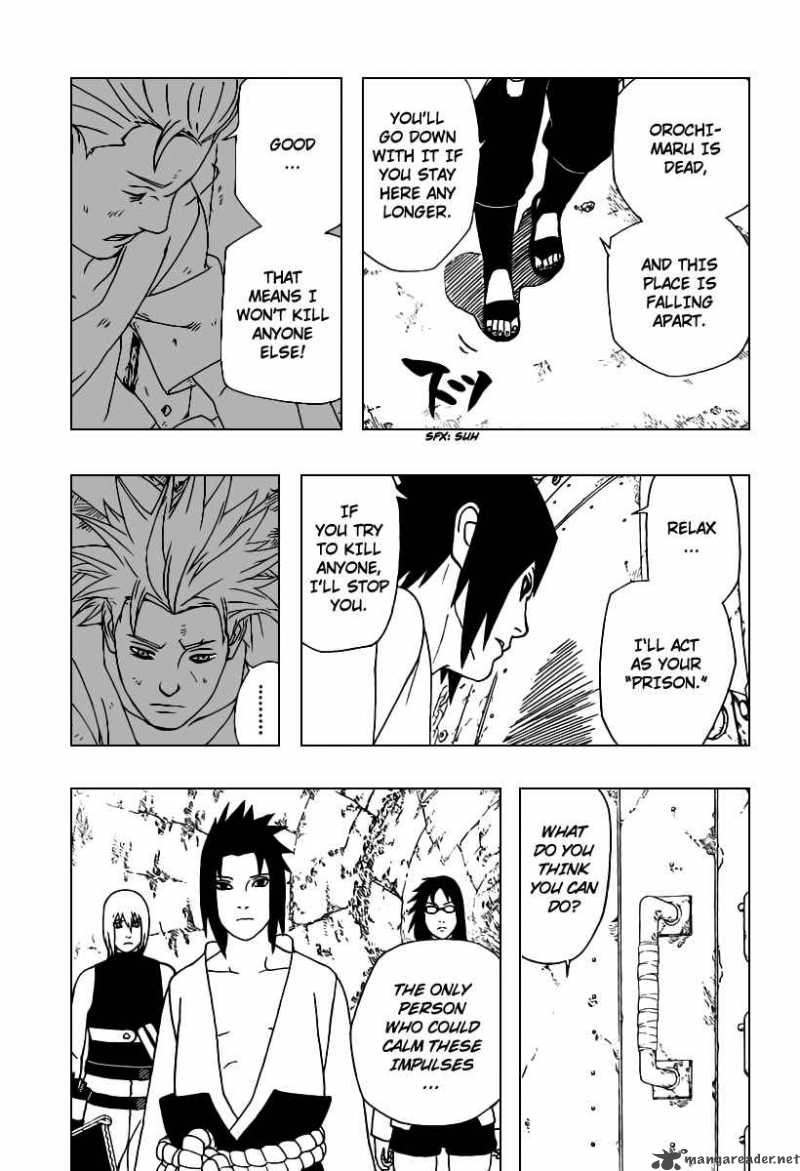 OROCHI-
MARU IS
DEAD,
AND THIS
PLACE IS
FALLING
APART.
YOU'LL
GO DOWN
WITH IT IF
YOU STAY
HERE ANY
LONGER.
SFX: SUH
GOOD
...
THAT
MEANS I
WON'T KILL
ANYONE
ELSE!
RELAX
...
I'LL ACT
AS YOUR
"PRISON."
IF
YOU TRY
TO KILL
ANYONE,
I'LL STOP
YOU.
.........
WHAT
DO YOU
THINK
YOU CAN
DO?
THE ONLY
PERSON
WHO COULD
CALM THESE
IMPULSES
...
mangareader.net